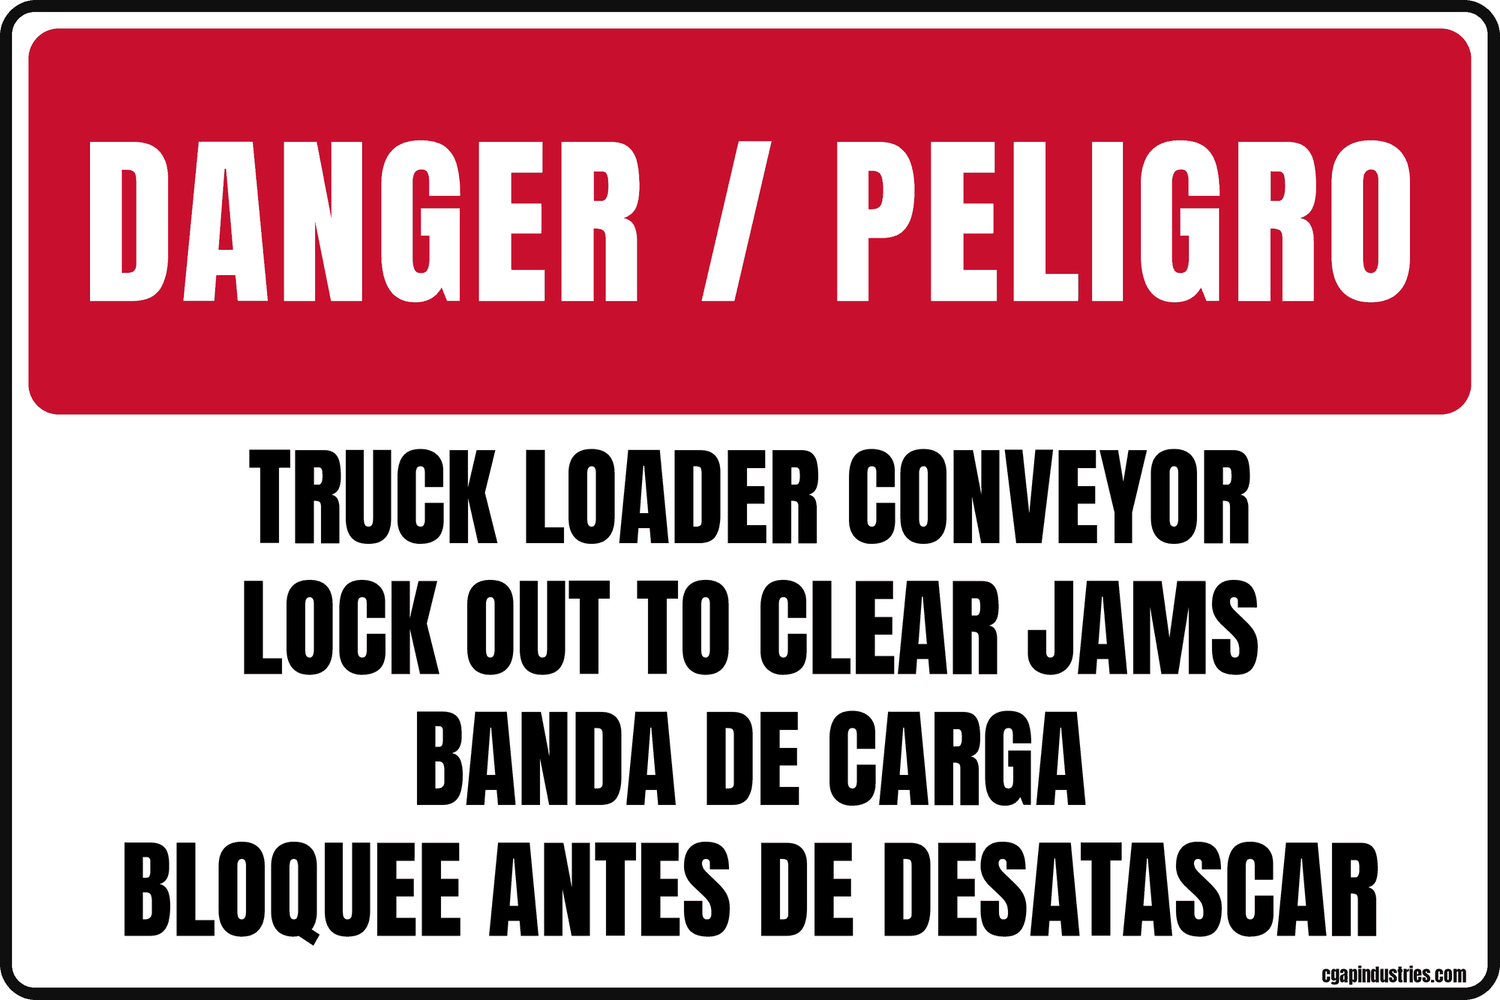 DANGER / PELIGRO
TRUCK LOADER CONVEYOR
LOCK OUT TO CLEAR JAMS
BANDA DE CARGA
BLOQUEE ANTES DE DESATASCAR
cgapindustries.com